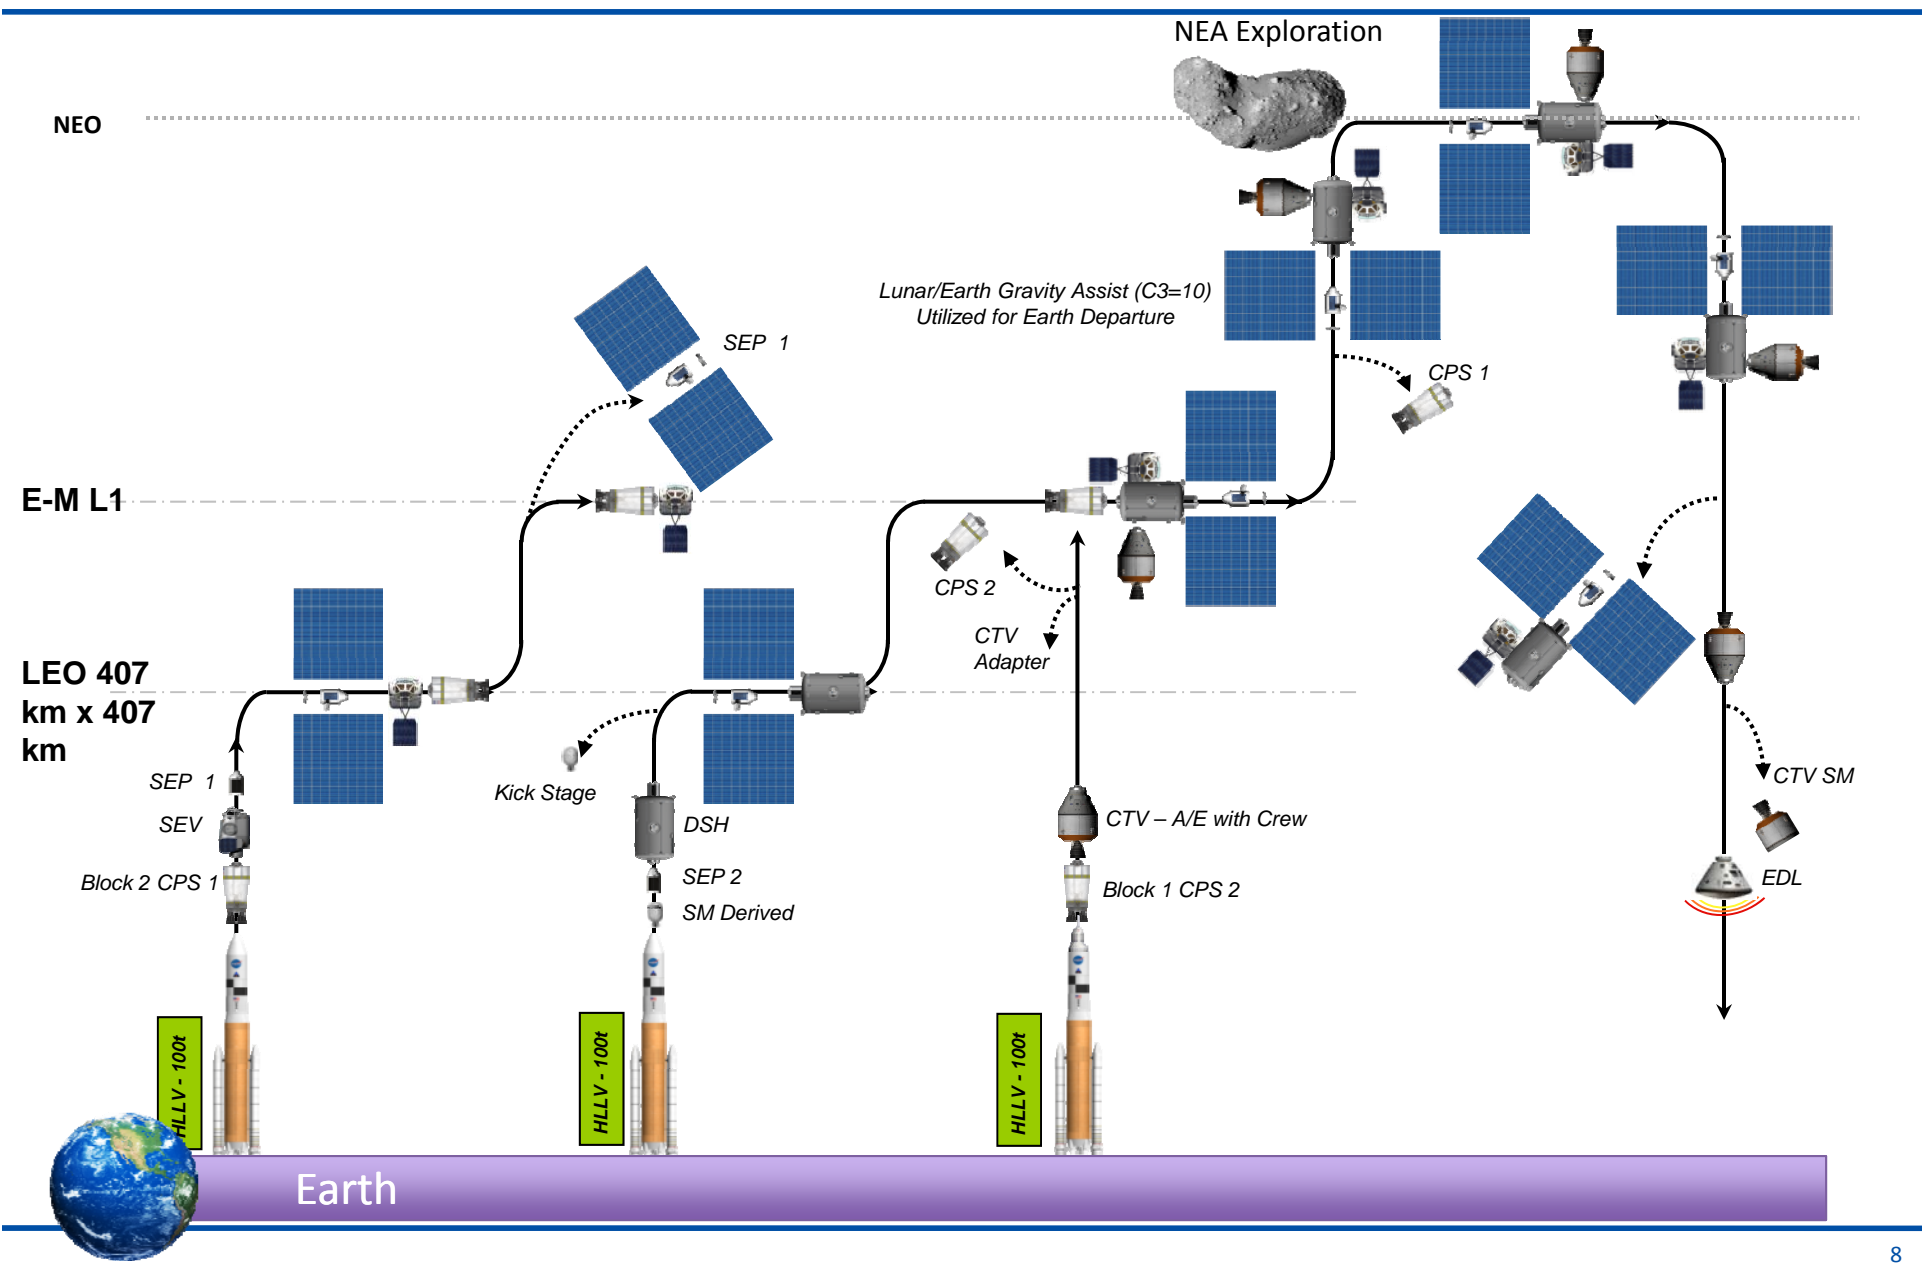 NEA Exploration
NEO
Lunar/Earth Gravity Assist (C3=10)
Utilized for Earth Departure
SEP 1
CPS 1
E-M L1
CPS 2
CTV
Adapter
LEO 407
km x 407
km
SEP 1
SEV
Block 2 CPS 1
Kick Stage
DSH
SEP 2
SM Derived
CTV – A/E with Crew
Block 1 CPS 2
CTV SM
EDL
HLLV - 100t
HLLV - 100t
HLLV - 100t
Earth
8